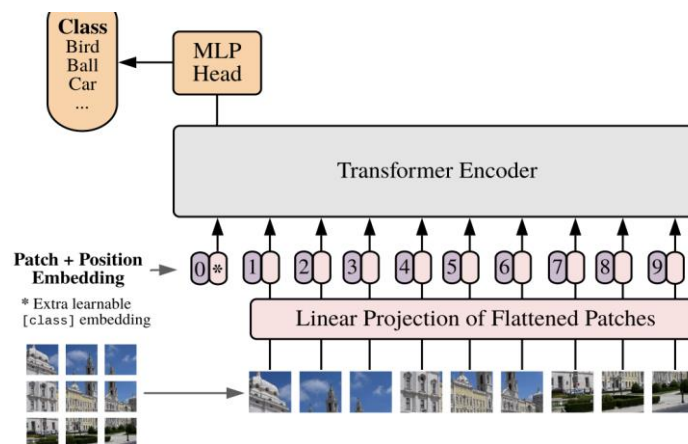 Class
Bird
Ball
Car
...
MLP
Head
Transformer Encoder
Patch + Position
Embedding
0 * 1 2 3 4 5 6 7 8 9
* Extra learnable
[class] embedding
Linear Projection of Flattened Patches